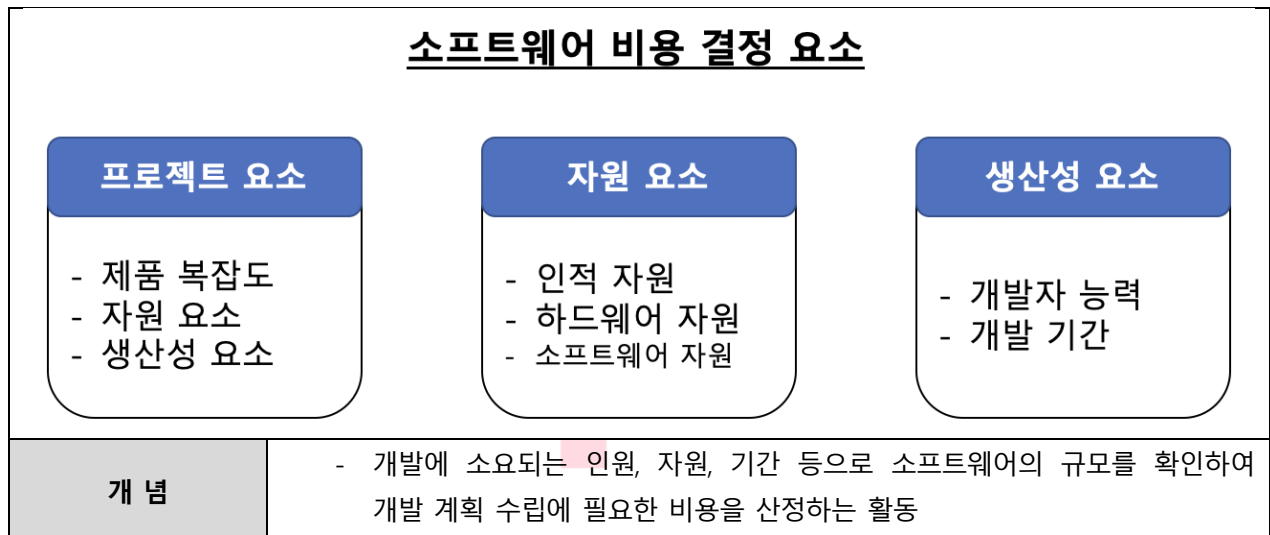 소프트웨어 비용 결정 요소
프로젝트 요소
- 제품 복잡도
- 자원 요소
- 생산성 요소
자원 요소
- 인적 자원
- 하드웨어 자원
- 소프트웨어 자원
생산성 요소
- 개발자 능력
- 개발 기간
개 념
- 개발에 소요되는 인원, 자원, 기간 등으로 소프트웨어의 규모를 확인하여
개발 계획 수립에 필요한 비용을 산정하는 활동